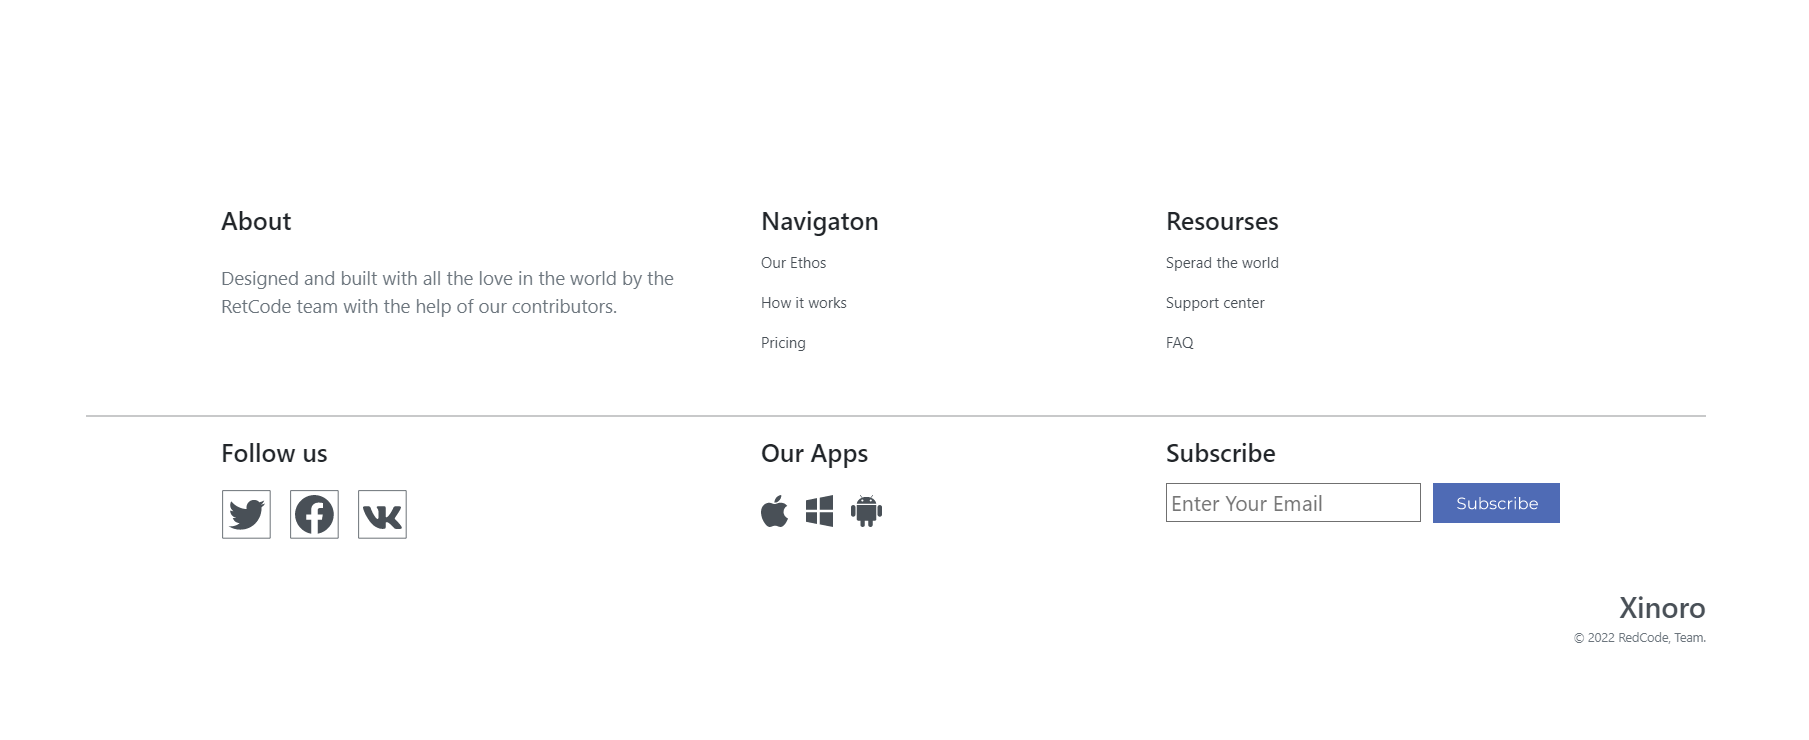 About
Designed and built with all the love in the world by the
RetCode team with the help of our contributors.
Navigaton
Our Ethos
How it works
Pricing
Resourses
Sperad the world
Support center
FAQ
Follow us
Our Apps
Subscribe
Enter Your Email
Subscribe
Xinoro
© 2022 RedCode, Team.